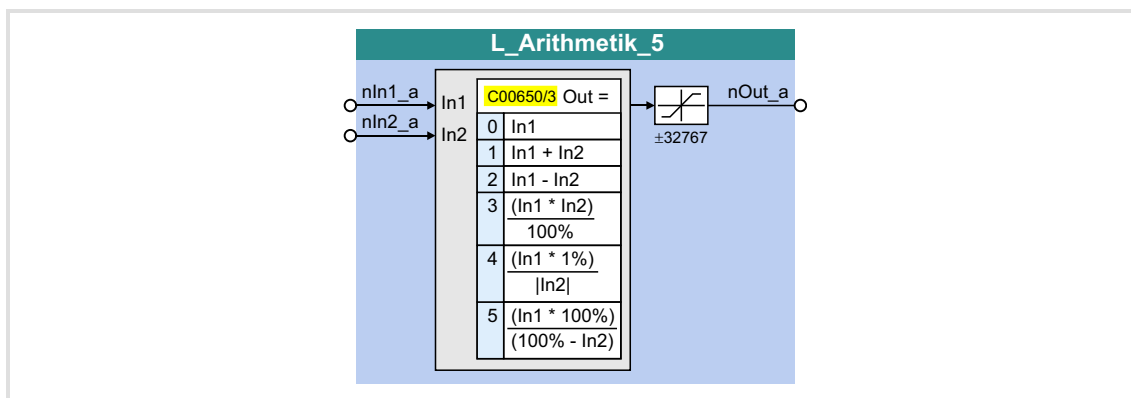 L_Arithmetik_5
nIn1_a
nIn2_a
In1
In2
C00650/3 Out =
0 In1
1 In1 + In2
2 In1 - In2
3 (In1 * In2)
100%
4 (In1 * 1%)
|In2|
5 (In1 * 100%)
(100% - In2)
±32767
nOut_a